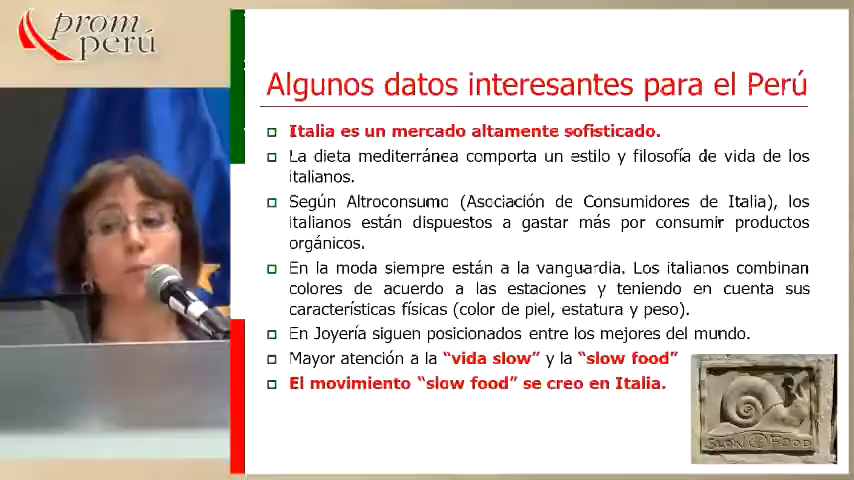 prom
perú
Algunos datos interesantes para el Perú
Italia es un mercado altamente sofisticado.
La dieta mediterránea comporta un estilo y filosofía de vida de los
italianos.
Según Altroconsumo (Asociación de Consumidores de Italia), los
italianos están dispuestos a gastar más por consumir productos
orgánicos.
En la moda siempre están a la vanguardia. Los italianos combinan
colores de acuerdo a las estaciones y teniendo en cuenta sus
características físicas (color de piel, estatura y peso).
En Joyería siguen posicionados entre los mejores del mundo.
Mayor atención a la “vida slow” y la “slow food”
El movimiento “slow food” se creo en Italia.
FOOD